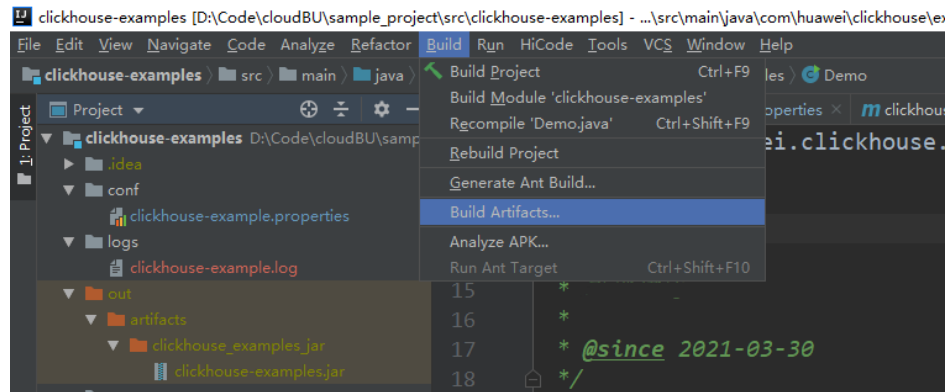 clickhouse-examples [D:\Code\cloudBU\sample_project\src\clickhouse-examples] - ...\src\main\java\com\huawei\clickhouse\ex
File Edit View Navigate Code Analyze Refactor Build Run HiCode Tools VCS Window Help
clickhouse-examples src main java
les Demo
Project
1: Project
clickhouse-examples D:\Code\cloudBU\samp
.idea
conf
clickhouse-example.properties
logs
clickhouse-example.log
out
artifacts
clickhouse_examples_jar
clickhouse-examples.jar
Build Project Ctrl+F9
Build Module 'clickhouse-examples'
Recompile 'Demo.java' Ctrl+Shift+F9
Rebuild Project
Generate Ant Build...
Build Artifacts...
Analyze APK...
Run Ant Target Ctrl+Shift+F10
operties clickhous
ei.clickhouse.
15 *
16 *
17 * @since 2021-03-30
18 */